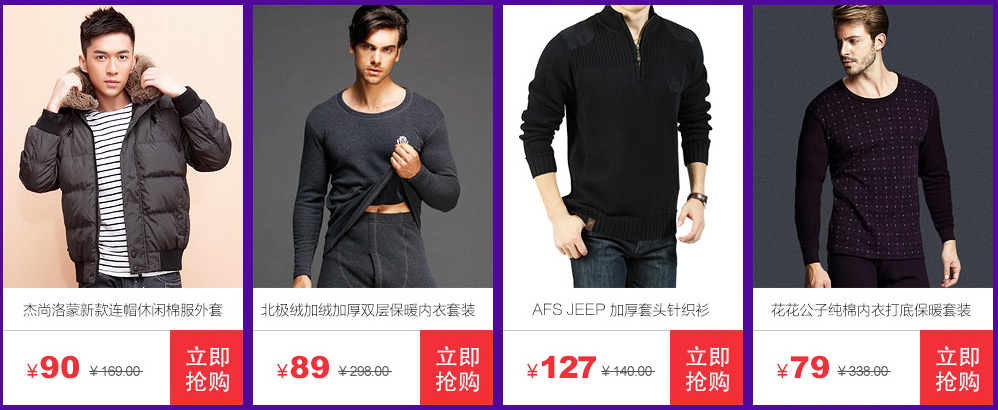 杰尚洛蒙新款连帽休闲棉服外套
¥90 ¥169.00
立即
抢购
北极绒加绒加厚双层保暖内衣套装
¥89 ¥298.00
立即
抢购
AFS JEEP 加厚套头针织衫
¥127 ¥140.00
立即
抢购
花花公子纯棉内衣打底保暖套装
¥79 ¥338.00
立即
抢购